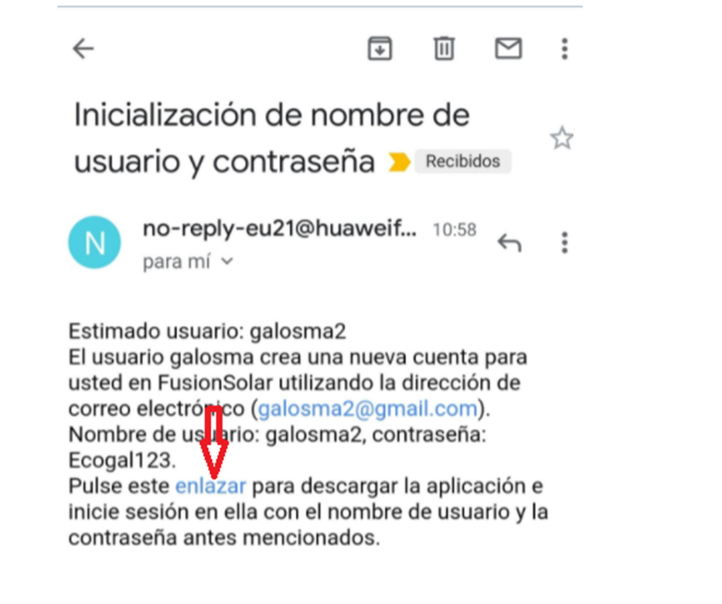 Inicialización de nombre de
usuario y contraseña Recibidos
N
no-reply-eu21@huaweif... 10:58
para mí
Estimado usuario: galosma2
El usuario galosma crea una nueva cuenta para
usted en FusionSolar utilizando la dirección de
correo electrónico (galosma2@gmail.com).
Nombre de usuario: galosma2, contraseña:
Ecogal123.
Pulse este enlazar para descargar la aplicación e
inicie sesión en ella con el nombre de usuario y la
contraseña antes mencionados.